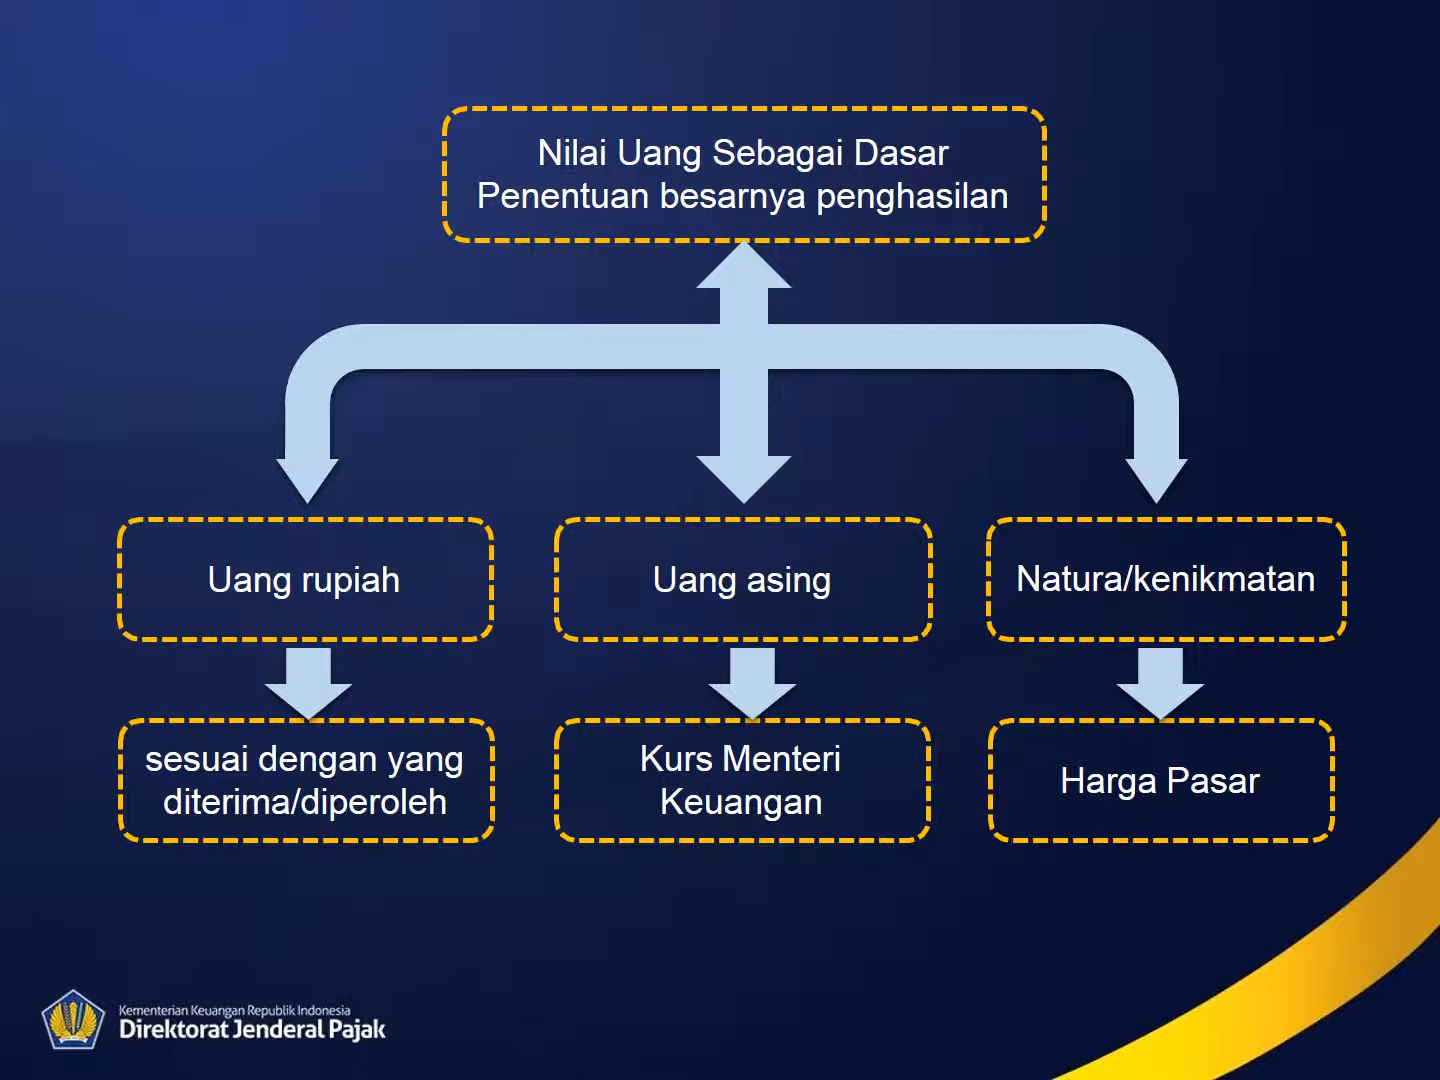 Nilai Uang Sebagai Dasar
Penentuan besarnya penghasilan
Uang rupiah
Uang asing
Natura/kenikmatan
sesuai dengan yang
diterima/diperoleh
Kurs Menteri
Keuangan
Harga Pasar
Kementerian Keuangan Republik Indonesia
Direktorat Jenderal Pajak